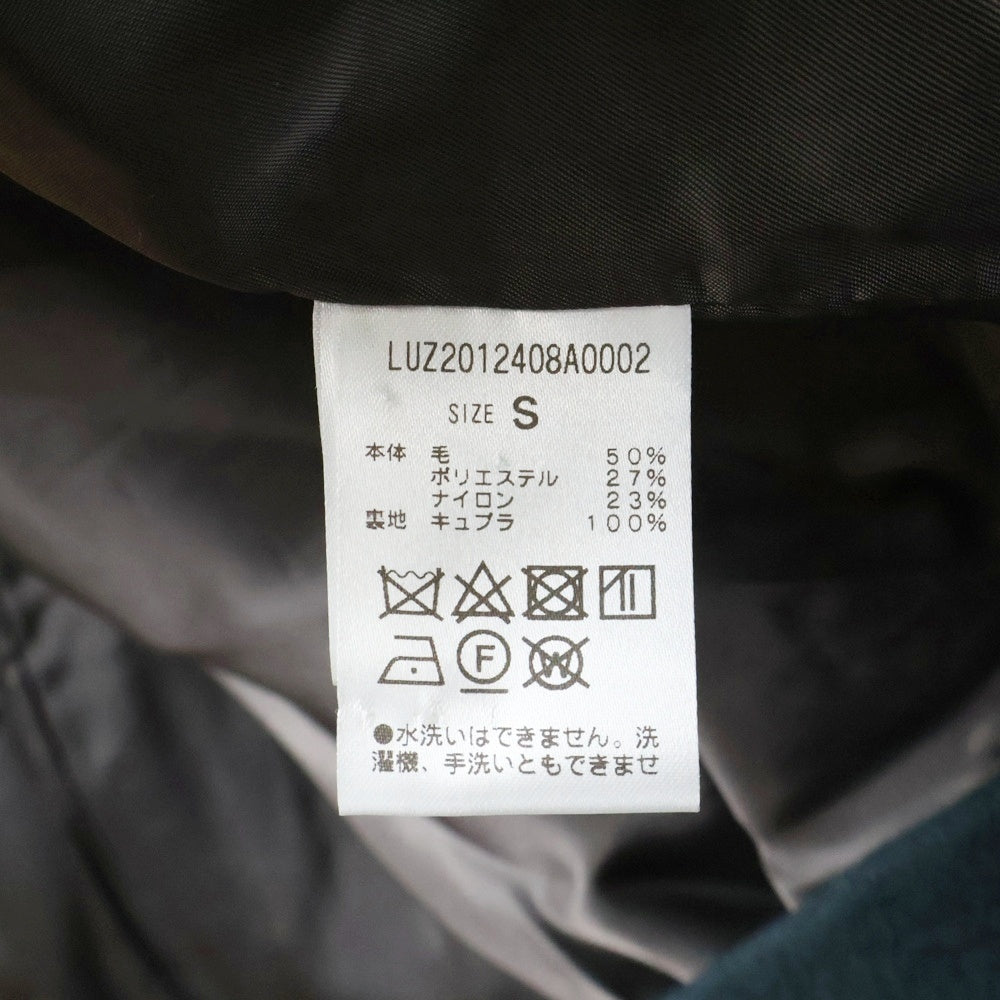 LUZ2012408A0002
SIZE S
本体 毛 50%
ポリエステル 27%
ナイロン 23%
裏地 キュプラ 100%
F W
●水洗いはできません。洗
濯機、手洗いともできませ